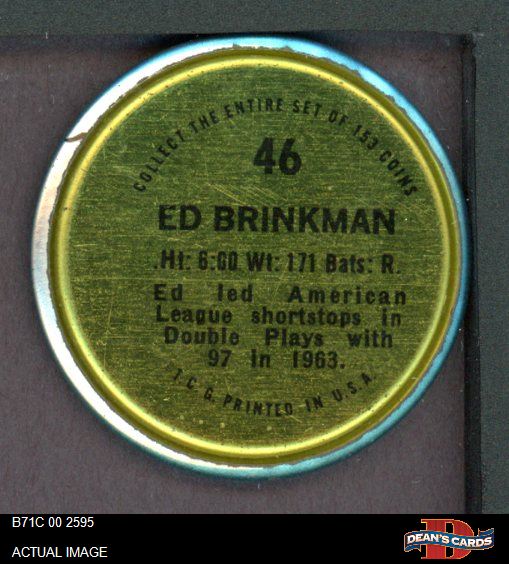 COLLECT THE ENTIRE SET OF 153 COINS
46
ED BRINKMAN
Ht: 6:00 Wt: 171 Bats: R.
Ed led American
League shortstops in
Double Plays with
97 in 1963.
T.C.G. PRINTED IN U.S.A.
B71C 00 2595
ACTUAL IMAGE
DEAN'S CARDS